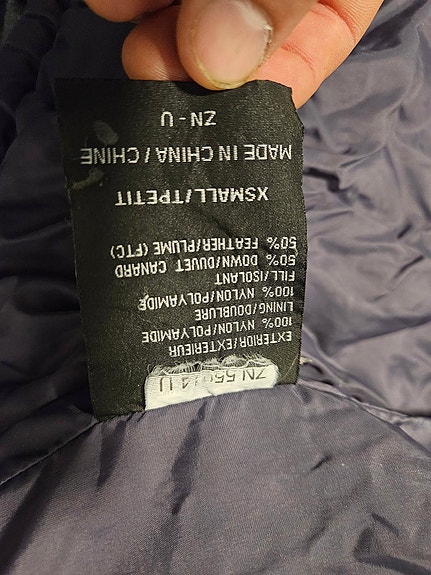 ZN U
EXTERIOR/EXTERIEUR
100% NYLON/POLYAMIDE
LINING/DOUBLURE
100% NYLON/POLYAMIDE
FILL/ISOLANT
50% DOWN/DUVET CANARD
50% FEATHER/PLUME (FTC)
XSMALL/TPETIT
MADE IN CHINA / CHINE
ZN - U